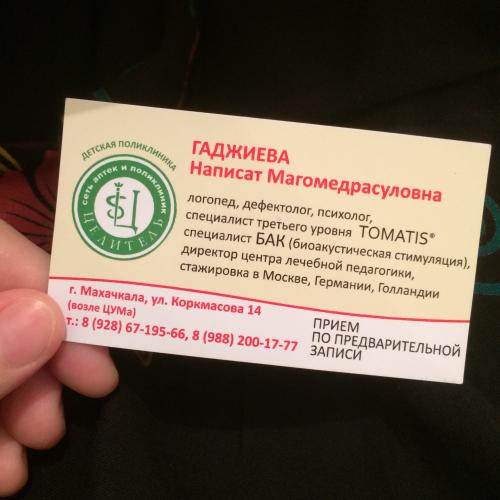 ДЕТСКАЯ ПОЛИКЛИНИКА
сеть аптек и поликлиник
ЦЕЛИТЕЛЬ
ГАДЖИЕВА
Написат Магомедрасуловна
логопед, дефектолог, психолог,
специалист третьего уровня TOMATIS®
специалист БАК (биоакустическая стимуляция),
директор центра лечебной педагогики,
стажировка в Москве, Германии, Голландии
г. Махачкала, ул. Коркмасова 14
(возле ЦУМа)
т.: 8 (928) 67-195-66, 8 (988) 200-17-77
ПРИЕМ
ПО ПРЕДВАРИТЕЛЬНОЙ
ЗАПИСИ